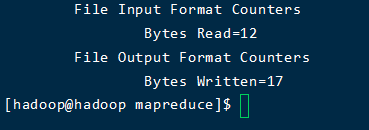 File Input Format Counters
Bytes Read=12
File Output Format Counters
Bytes Written=17
[hadoop@hadoop mapreduce]$